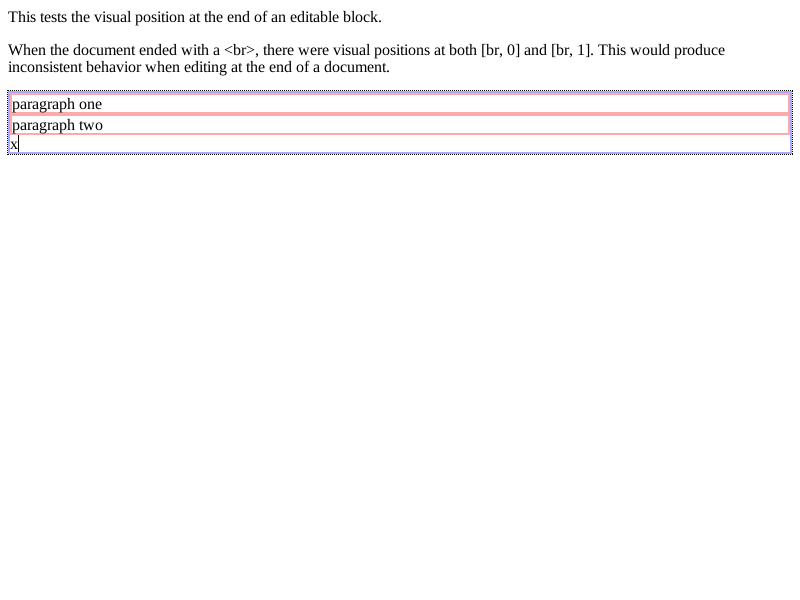 This tests the visual position at the end of an editable block.
When the document ended with a <br>, there were visual positions at both [br, 0] and [br, 1]. This would produce
inconsistent behavior when editing at the end of a document.
paragraph one
paragraph two
x